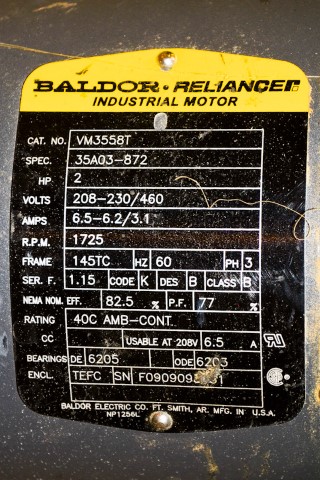 BALDOR • RELIANCER
INDUSTRIAL MOTOR
CAT. NO. VM3558T
SPEC. 35A03-872
HP 2
VOLTS 208-230/460
AMPS 6.5-6.2/3.1
R.P.M. 1725
FRAME 145TC HZ 60 PH 3
SER. F. 1.15 CODE K DES B CLASS B
NEMA NOM. EFF. 82.5 % P.F. 77 %
RATING 40C AMB-CONT.
CC USABLE AT 208V 6.5 A
BEARINGS DE 6205 ODE 6203
ENCL. TEFC SN
BALDOR ELECTRIC CO. FT. SMITH, AR. MFG. IN U.S.A.
NP1256L